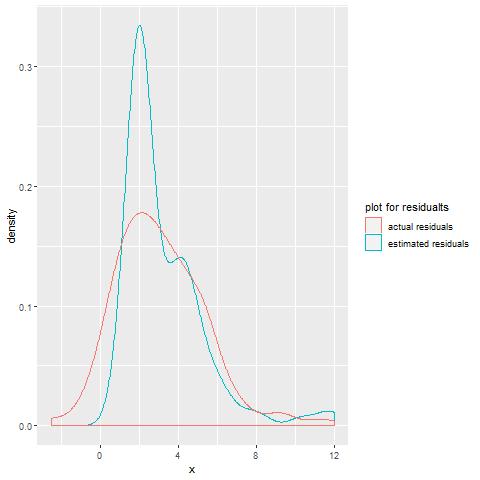 0.3
0.2
0.1
0.0
density
0 4 8 12
x
plot for residualts
actual residuals
estimated residuals